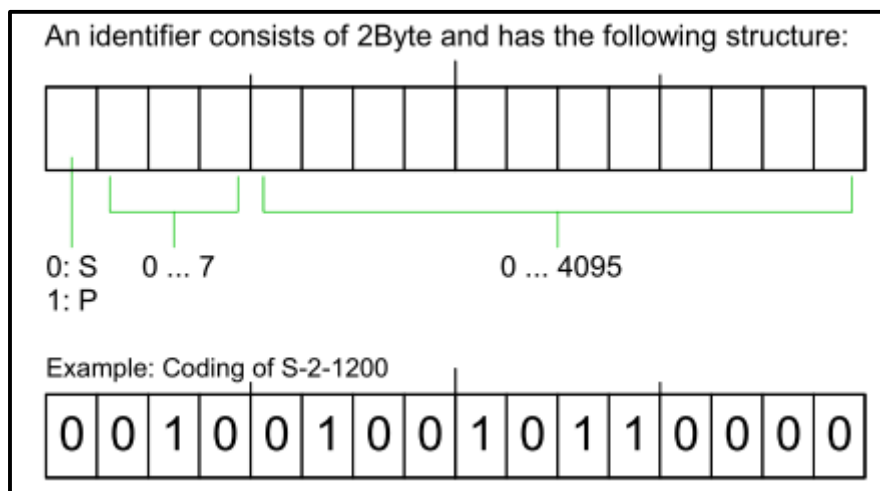 An identifier consists of 2Byte and has the following structure:
0: S 0 ... 7 0 ... 4095
1: P
Example: Coding of S-2-1200
0 0 1 0 0 1 0 0 1 0 1 1 0 0 0 0